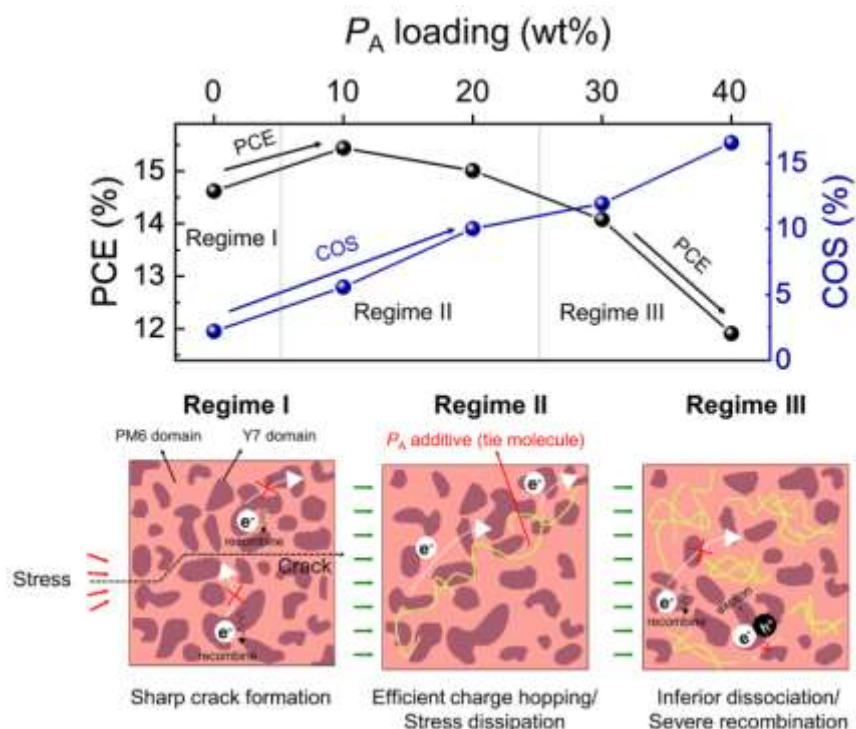 P_A loading (wt%)
0 10 20 30 40
PCE (%)
15
14
13
12
PCE
COS
PCE
Regime I
Regime II
Regime III
15
10
5
0
COS (%)
Regime I
Regime II
Regime III
PM6 domain
Y7 domain
P_A additive (tie molecule)
e-
recombine
Stress
Crack
e-
recombine
e-
e-
e-
recombine
exciton
e-
h+
Sharp crack formation
Efficient charge hopping/
Stress dissipation
Inferior dissociation/
Severe recombination